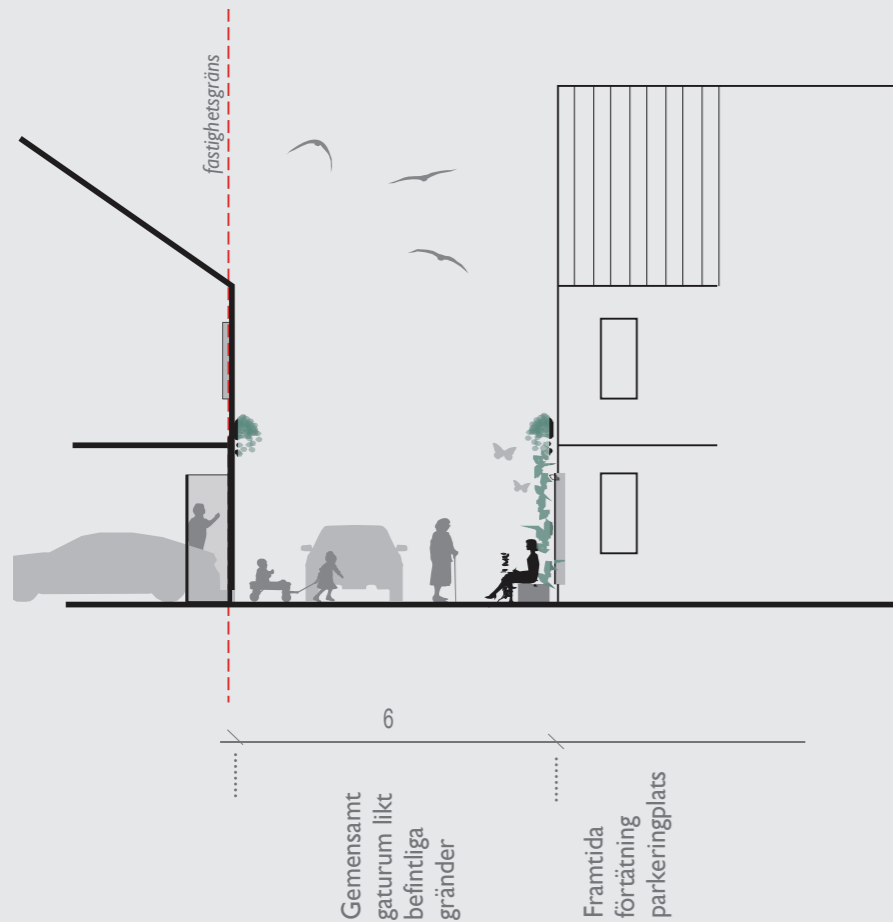 fastighetsgräns
6
Gemensamt
gaturum likt
befintliga
gränder
Framtida
förtätning
parkeringplats